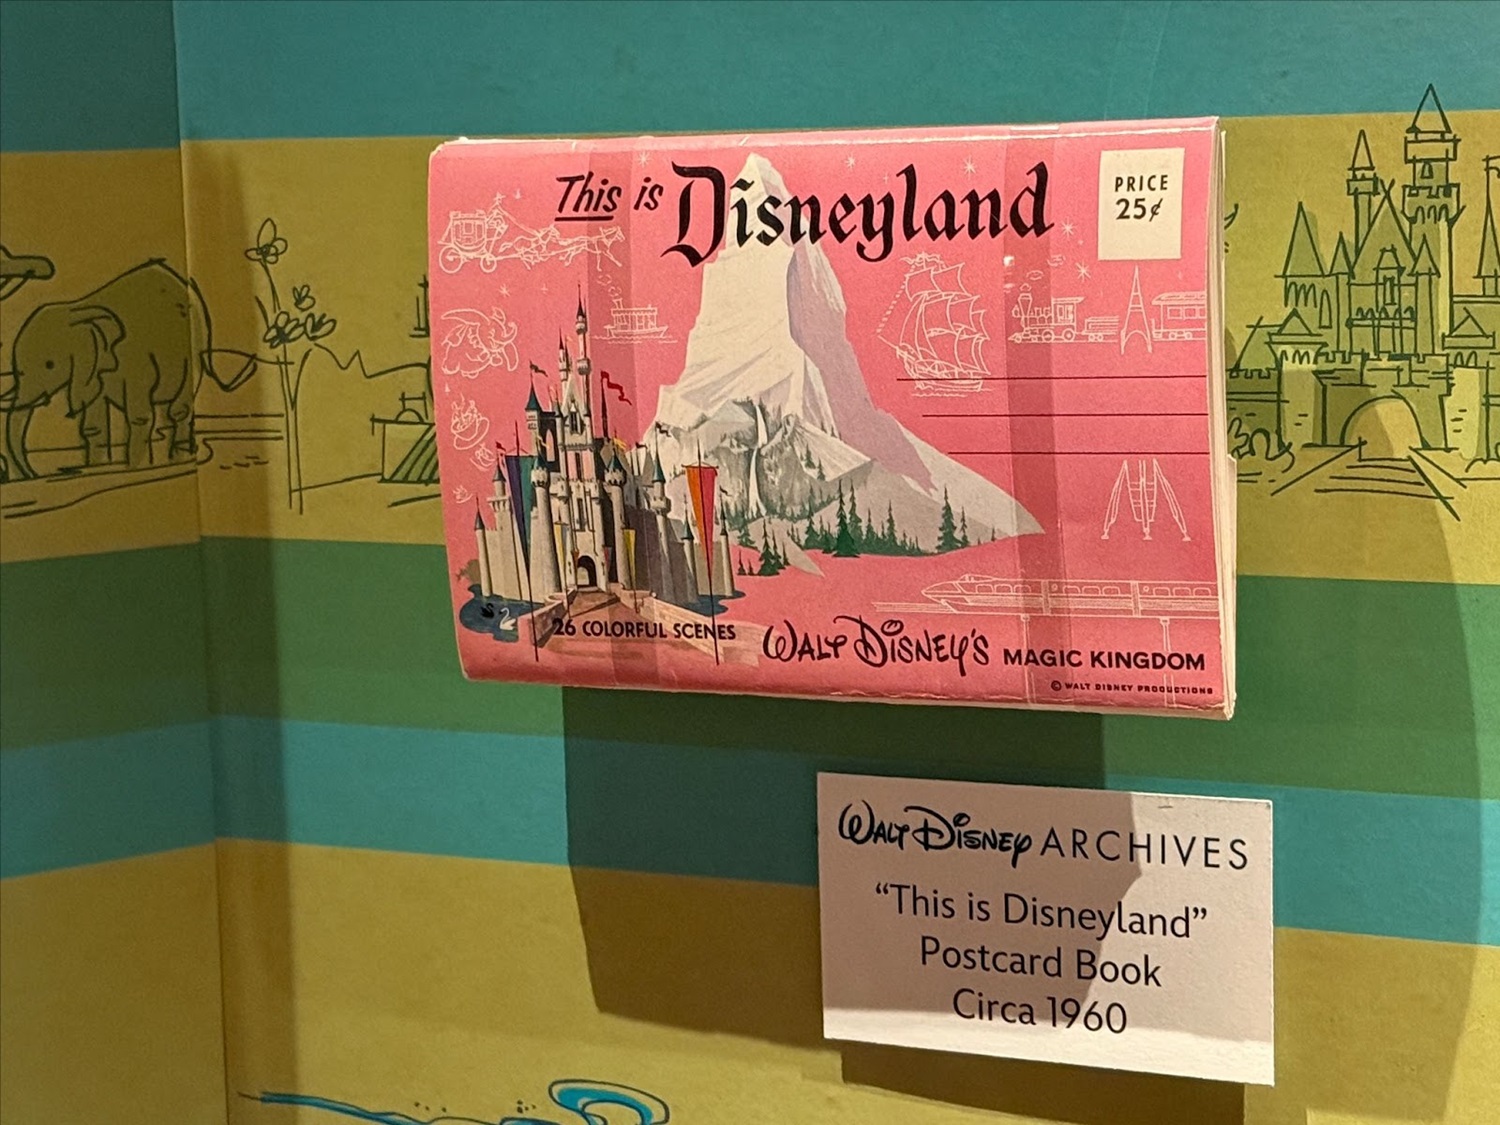 This is Disneyland
PRICE
25¢
26 COLORFUL SCENES
WALT DISNEY'S MAGIC KINGDOM
© WALT DISNEY PRODUCTIONS
WALT DISNEY ARCHIVES
“This is Disneyland”
Postcard Book
Circa 1960